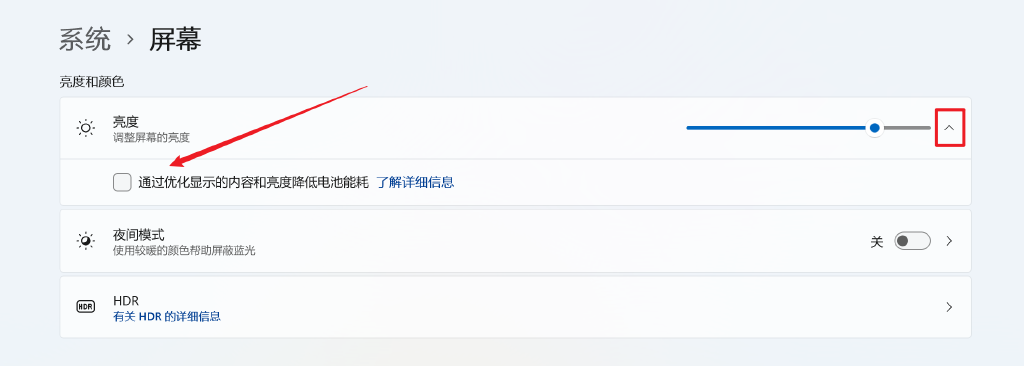 系统 › 屏幕
亮度和颜色
亮度
调整屏幕的亮度
通过优化显示的内容和亮度降低电池能耗 了解详细信息
夜间模式
使用较暖的颜色帮助屏蔽蓝光
关
HDR
HDR
有关 HDR 的详细信息